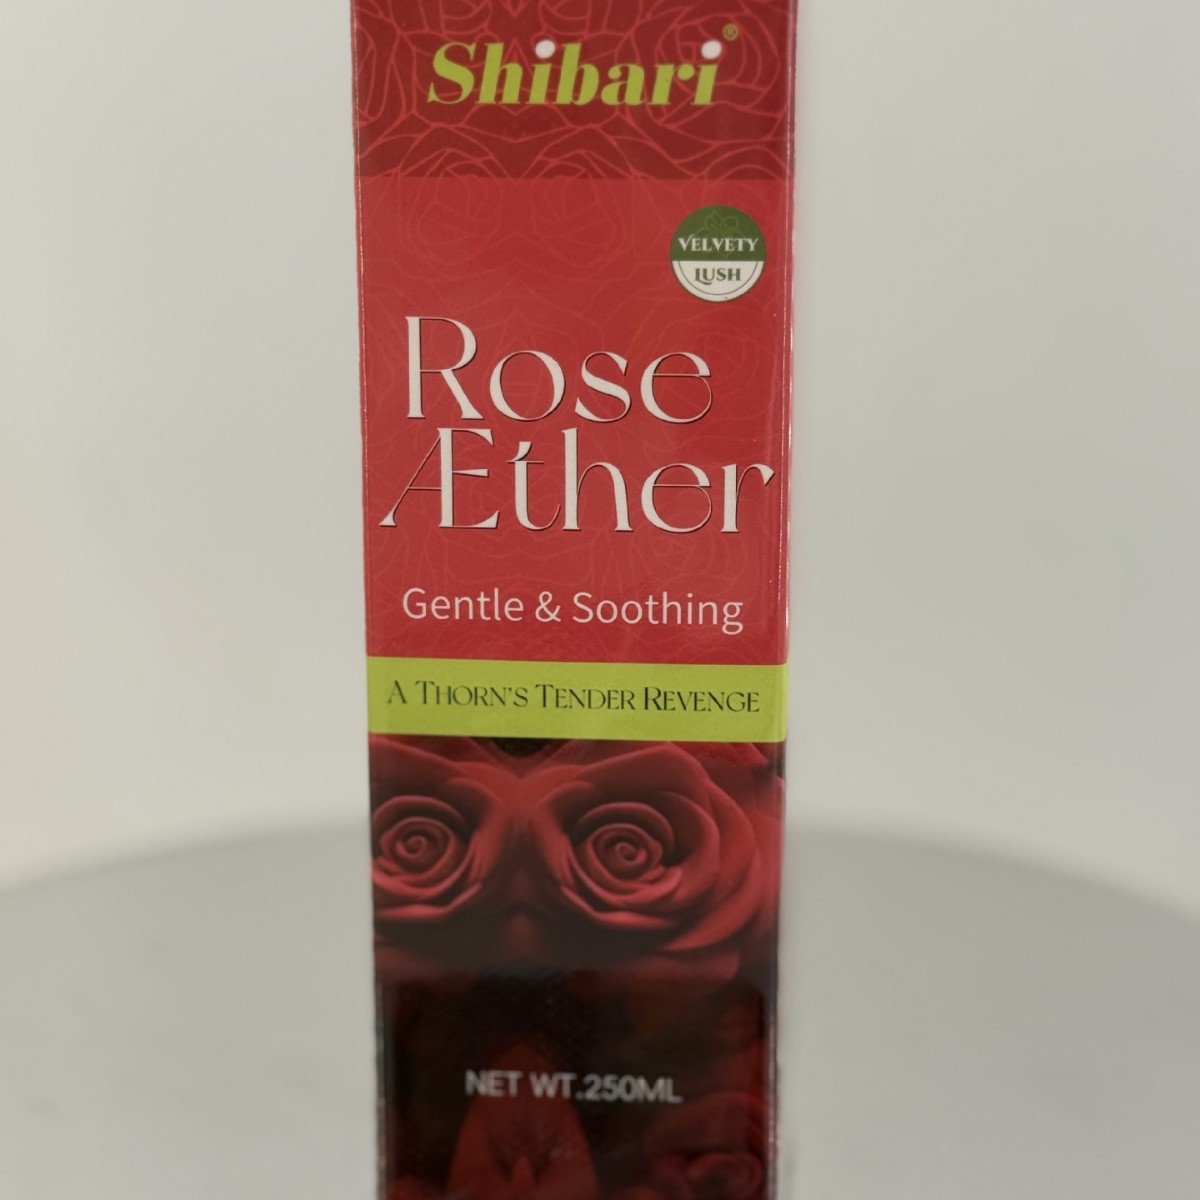 Shibari®
VELVETY
LUSH
Rose
Æther
Gentle & Soothing
A THORN'S TENDER REVENGE
NET WT.250ML